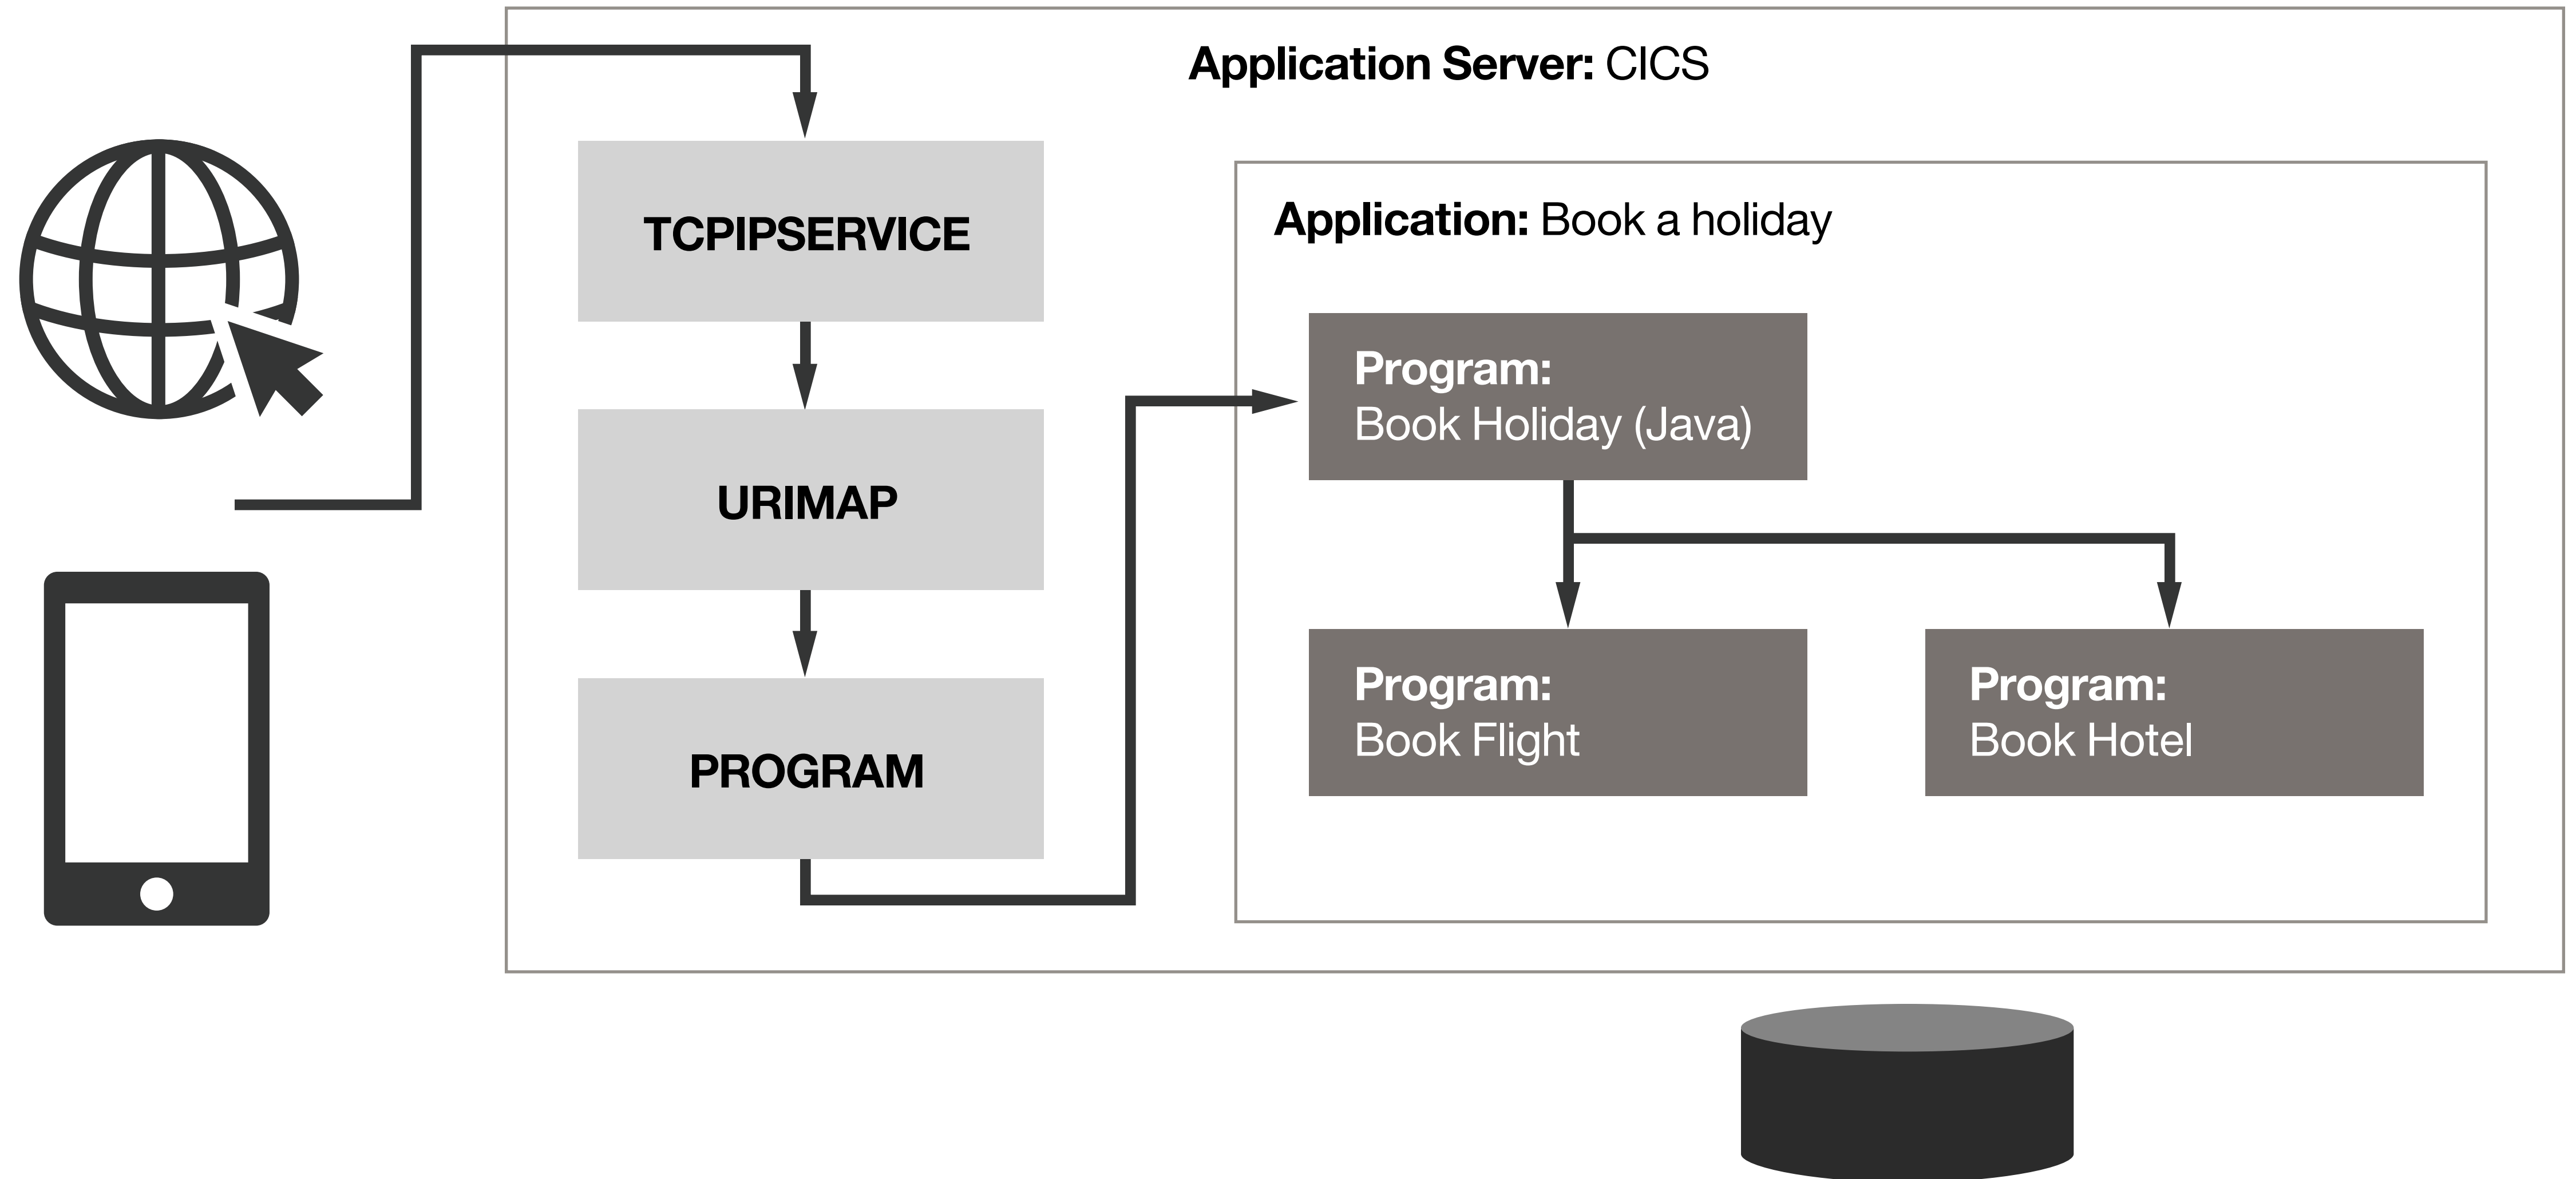 Application Server: CICS
TCPIPSERVICE
URIMAP
PROGRAM
Application: Book a holiday
Program:
Book Holiday (Java)
Program:
Book Flight
Program:
Book Hotel